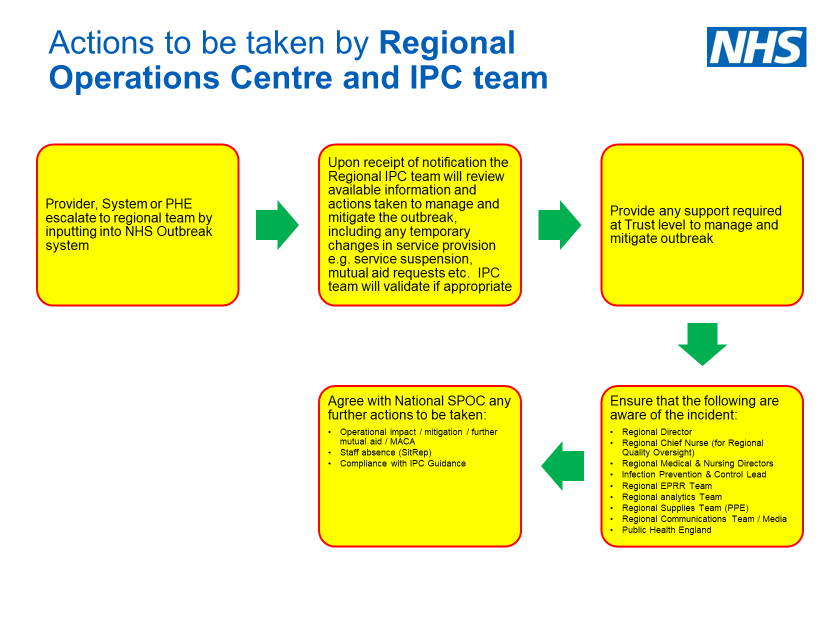 Actions to be taken by Regional
Operations Centre and IPC team
NHS
Provider, System or PHE
escalate to regional team by
inputting into NHS Outbreak
system
Upon receipt of notification the
Regional IPC team will review
available information and
actions taken to manage and
mitigate the outbreak,
including any temporary
changes in service provision
e.g. service suspension,
mutual aid requests etc. IPC
team will validate if appropriate
Provide any support required
at Trust level to manage and
mitigate outbreak
Ensure that the following are
aware of the incident:
• Regional Director
• Regional Chief Nurse (for Regional
Quality Oversight)
• Regional Medical & Nursing Directors
• Infection Prevention & Control Lead
• Regional EPRR Team
• Regional analytics Team
• Regional Supplies Team (PPE)
• Regional Communications Team / Media
• Public Health England
Agree with National SPOC any
further actions to be taken:
• Operational impact / mitigation / further
mutual aid / MACA
• Staff absence (SitRep)
• Compliance with IPC Guidance